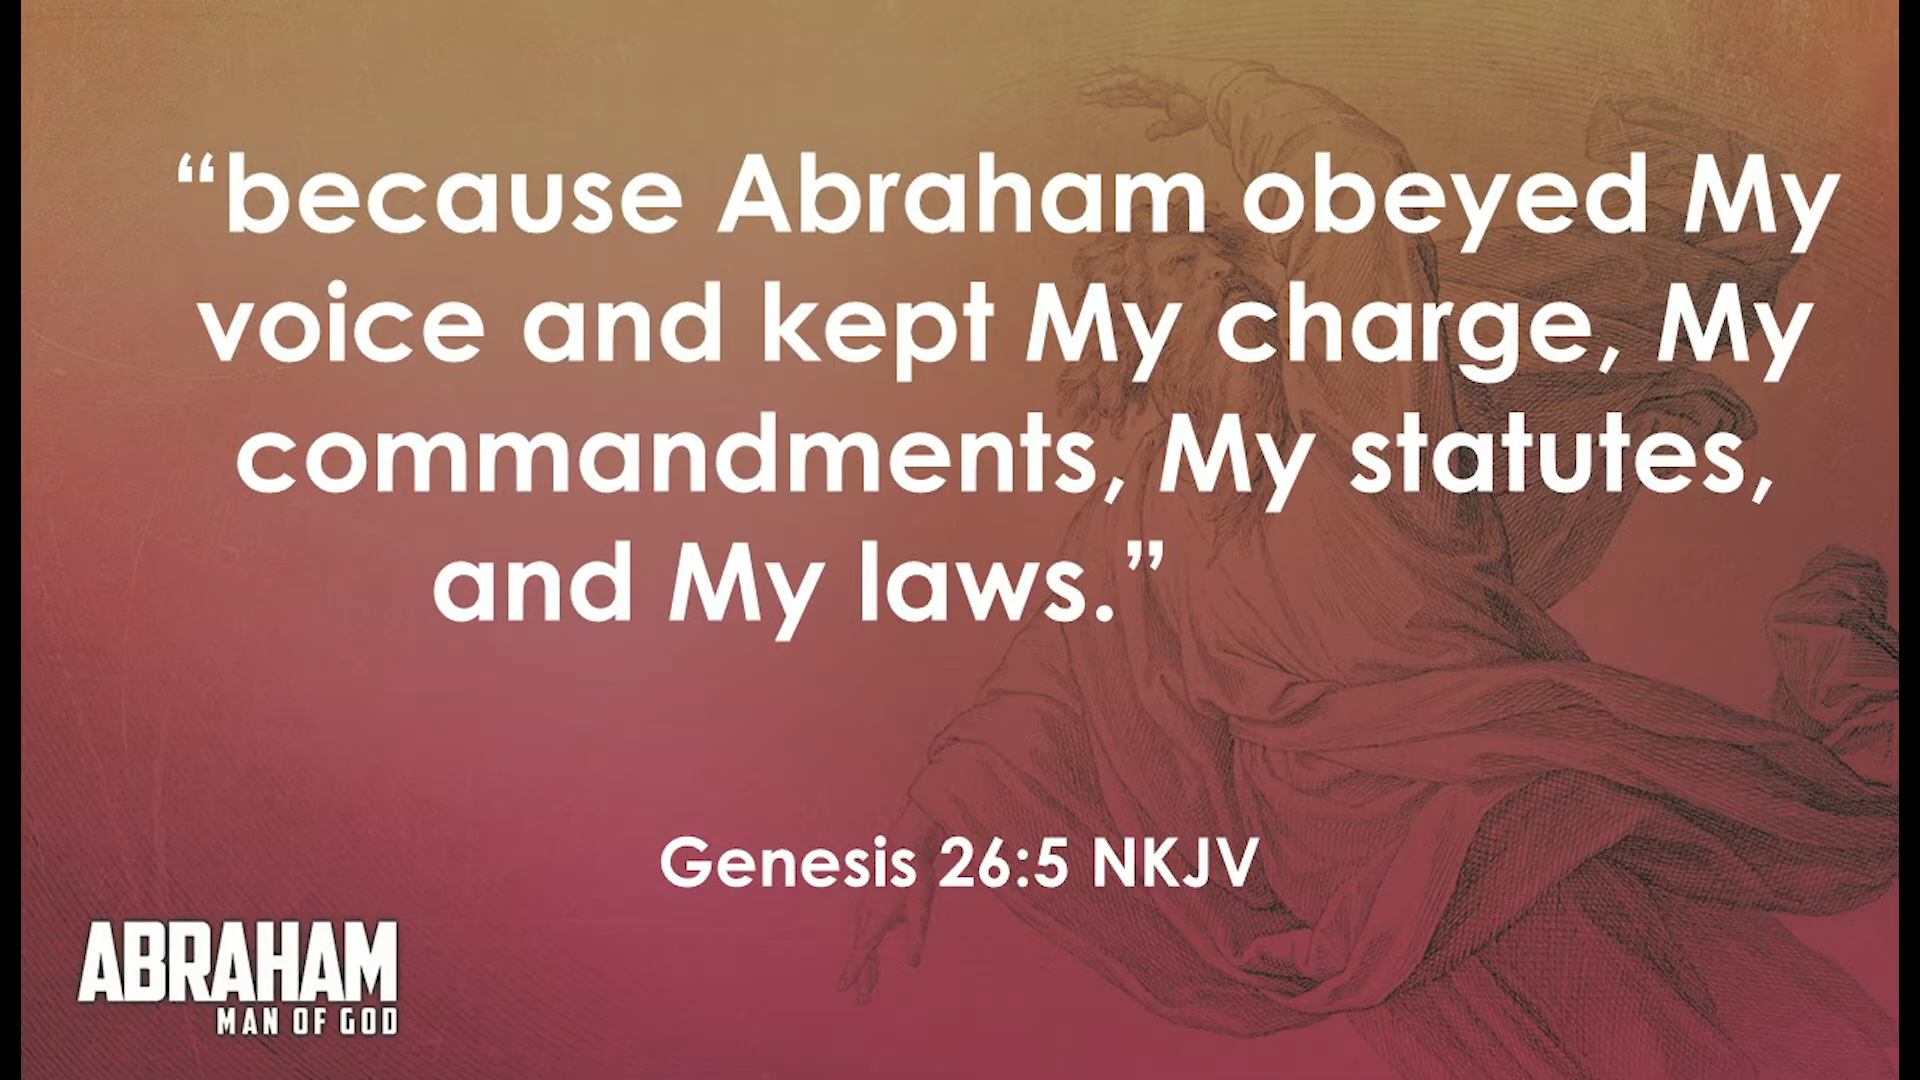 “because Abraham obeyed My
voice and kept My charge, My
commandments, My statutes,
and My laws.”
Genesis 26:5 NKJV
ABRAHAM
MAN OF GOD